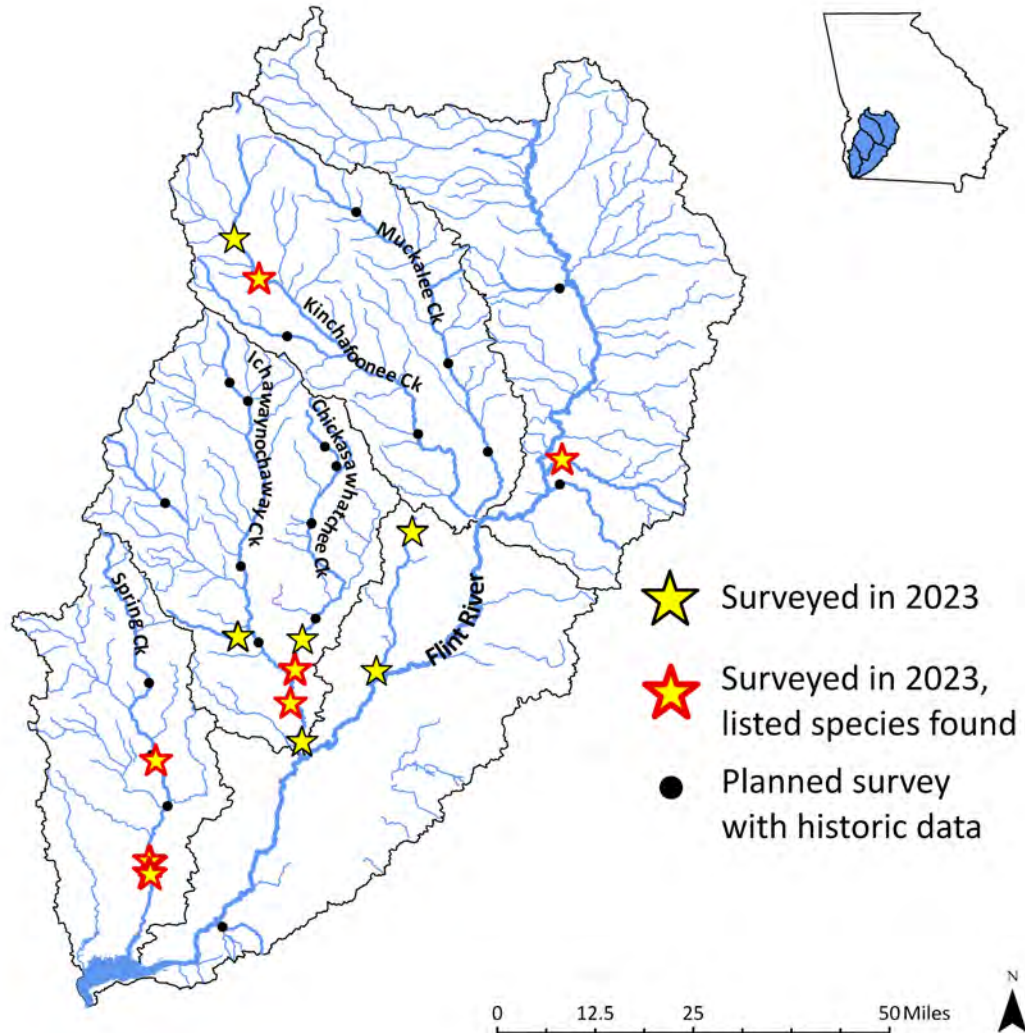 Muckalee Ck
Kinchafoonee Ck
Ichawaynochaway Ck
Chickasawhatchee Ck
Spring Ck
Flint River
Surveyed in 2023
Surveyed in 2023,
listed species found
Planned survey
with historic data
N
0 12.5 25 50 Miles